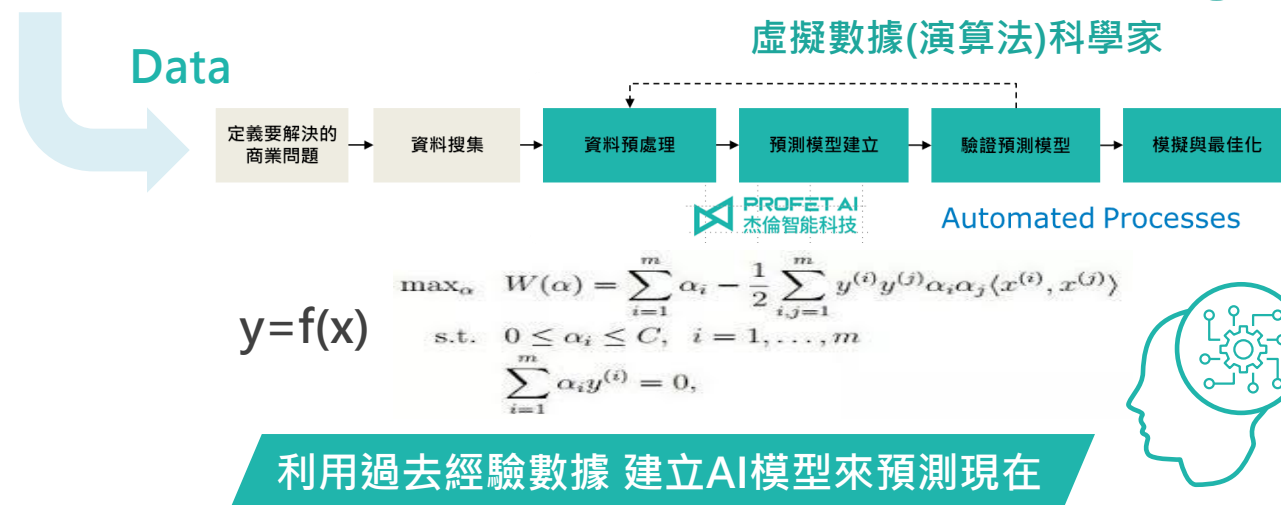 虛擬數據(演算法)科學家
Data
定義要解決的
商業問題
資料搜集
資料預處理
預測模型建立
驗證預測模型
模擬與最佳化
PROFET AI
杰倫智能科技
Automated Processes
y=f(x)
max_α W(α) = ∑_{i=1}^{m} α_i − \frac{1}{2} ∑_{i,j=1}^{m} y^{(i)} y^{(j)} α_i α_j ⟨x^{(i)}, x^{(j)}⟩
s.t. 0 ≤ α_i ≤ C, i = 1, . . . , m
∑_{i=1}^{m} α_i y^{(i)} = 0,
利用過去經驗數據 建立AI模型來預測現在